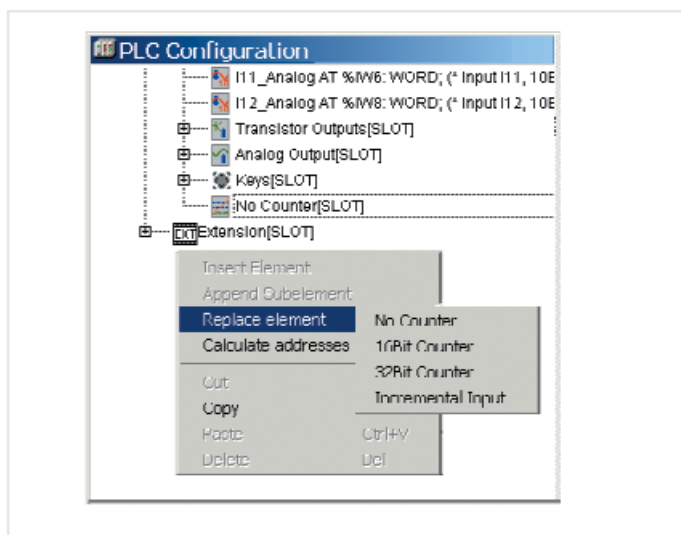 PLC Configuration
I11_Analog AT %IW6: WORD; (* Input I11, 10E
I12_Analog AT %IW8: WORD; (* Input I12, 10E
Transistor Outputs[SLOT]
Analog Output[SLOT]
Keys[SLOT]
No Counter[SLOT]
EXT Extension[SLOT]
Insert Element
Append Subelement
Replace element
Calculate addresses
Cut
Copy
Paste Ctrl+V
Delete Del
No Counter
16Bit Counter
32Bit Counter
Incremental Input